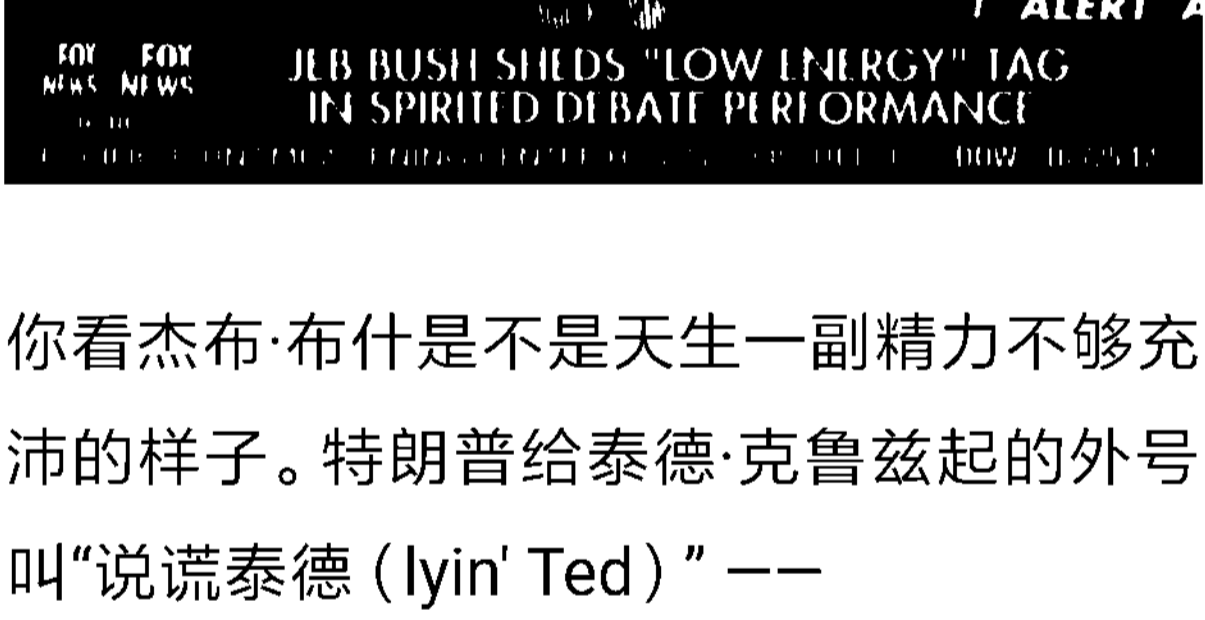 ALERT
FOX NEWS FOX NEWS
JEB BUSH SHEDS "LOW ENERGY" TAG
IN SPIRITED DEBATE PERFORMANCE
DOW
你看杰布·布什是不是天生一副精力不够充
沛的样子。特朗普给泰德·克鲁兹起的外号
叫“说谎泰德（lyin' Ted）”——